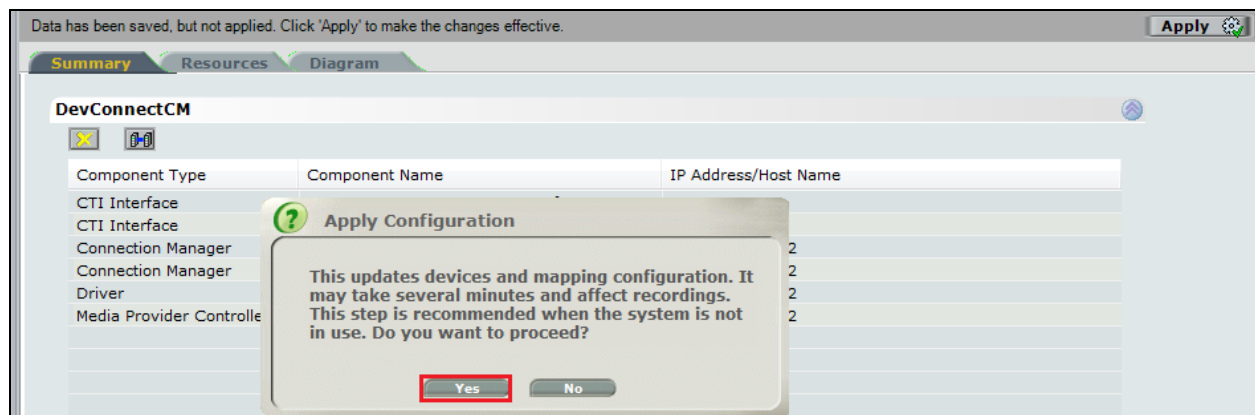 Data has been saved, but not applied. Click 'Apply' to make the changes effective.
Apply
Summary Resources Diagram
DevConnectCM
Component Type Component Name IP Address/Host Name
CTI Interface
CTI Interface
Connection Manager 2
Connection Manager 2
Driver 2
Media Provider Controlle 2
Apply Configuration
This updates devices and mapping configuration. It
may take several minutes and affect recordings.
This step is recommended when the system is not
in use. Do you want to proceed?
Yes No